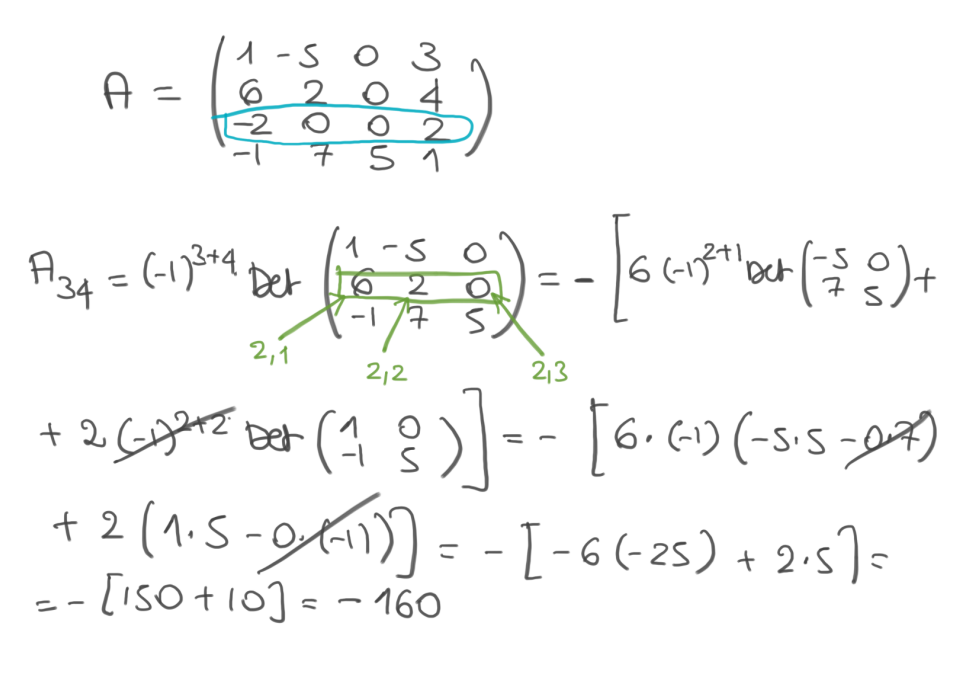 A = ( 1 -5 0 3
6 2 0 4
-2 0 0 2
-1 7 5 1 )
A₃₄ = (-1)³⁺⁴ Det ( 1 -5 0
6 2 0
-1 7 5 ) = - [ 6 (-1)²⁺¹ Det ( -5 0
7 5 ) +
2,1 2,2 2,3
+ 2 (-1)²⁺² Det ( 1 0
-1 5 ) ] = - [ 6 · (-1) (-5·5 - 0·7)
+ 2 (1·5 - 0·(-1)) ] = - [ -6 (-25) + 2·5 ] =
= - [150 + 10] = - 160